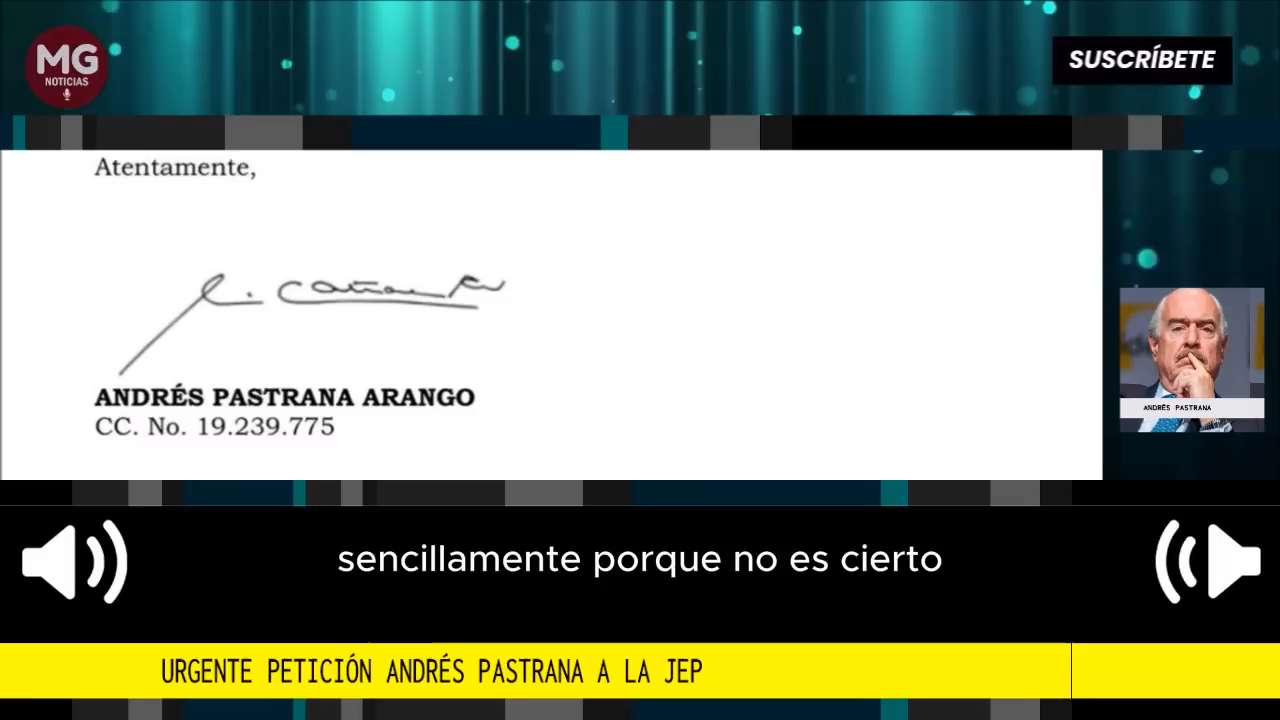 MG
NOTICIAS
SUSCRÍBETE
Atentamente,
ANDRÉS PASTRANA ARANGO
CC. No. 19.239.775
ANDRÉS PASTRANA
sencillamente porque no es cierto
URGENTE PETICIÓN ANDRÉS PASTRANA A LA JEP